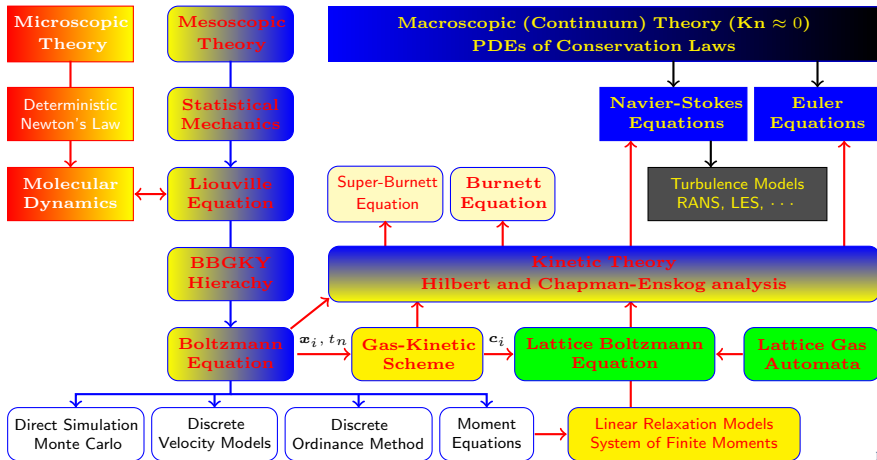 Microscopic
Theory
Mesoscopic
Theory
Macroscopic (Continuum) Theory (Kn ≈ 0)
PDEs of Conservation Laws
Deterministic
Newton's Law
Statistical
Mechanics
Navier-Stokes
Equations
Euler
Equations
Molecular
Dynamics
Liouville
Equation
Super-Burnett
Equation
Burnett
Equation
Turbulence Models
RANS, LES, · · ·
BBGKY
Hierachy
Kinetic Theory
Hilbert and Chapman-Enskog analysis
Boltzmann
Equation
x_i, t_n
Gas-Kinetic
Scheme
c_i
Lattice Boltzmann
Equation
Lattice Gas
Automata
Direct Simulation
Monte Carlo
Discrete
Velocity Models
Discrete
Ordinance Method
Moment
Equations
Linear Relaxation Models
System of Finite Moments